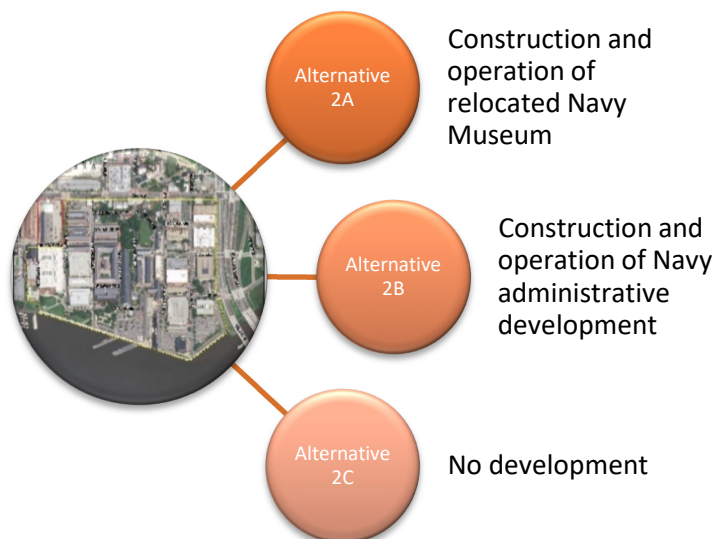 Alternative
2A
Construction and
operation of
relocated Navy
Museum
Alternative
2B
Construction and
operation of Navy
administrative
development
Alternative
2C
No development